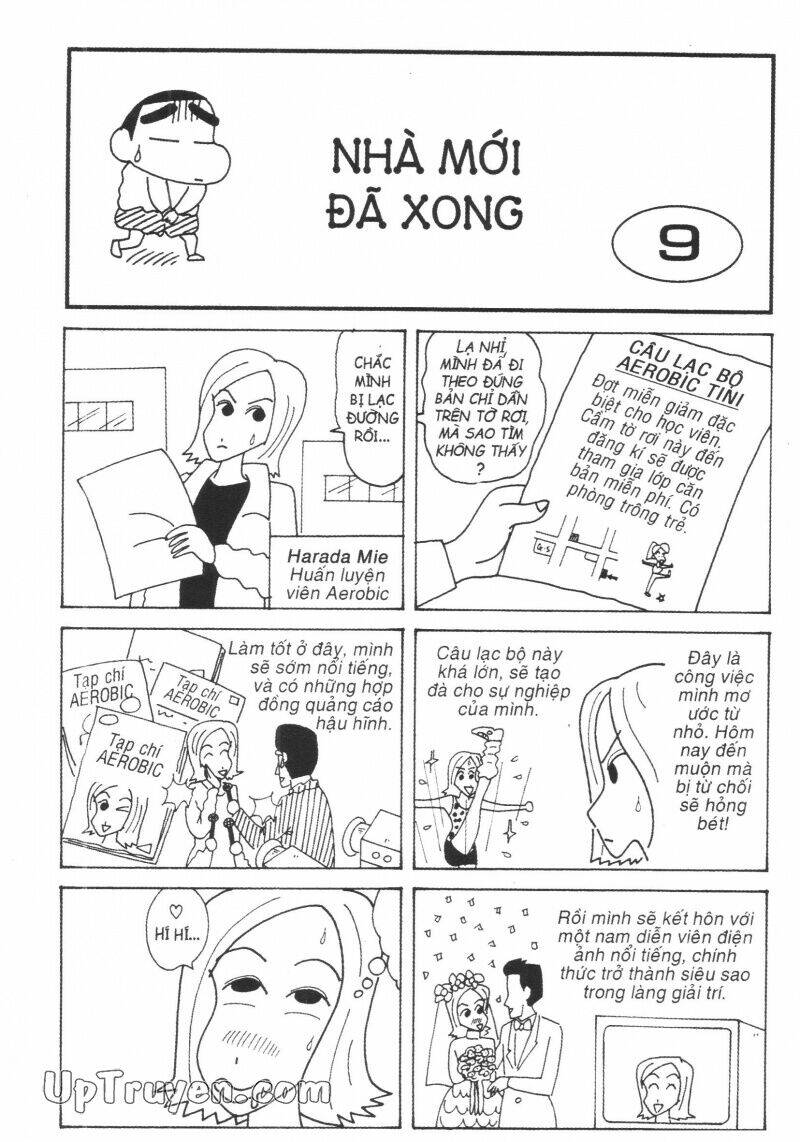 NHÀ MỚI
ĐÃ XONG
9
CHẮC
MÌNH
BỊ LẠC
ĐƯỜNG
RỒI...
Harada Mie
Huấn luyện
viên Aerobic
LẠ NHỈ,
MÌNH ĐÃ ĐI
THEO ĐÚNG
BẢN CHỈ DẪN
TRÊN TỜ RƠI,
MÀ SAO TÌM
KHÔNG THẤY
?
CÂU LẠC BỘ
AEROBIC TINI
Đợt miễn giảm đặc
biệt cho học viên.
Cầm tờ rơi này đến
đăng kí sẽ được
tham gia lớp căn
bản miễn phí. Có
phòng trông trẻ.
G.S
Tạp chí
AEROBIC
Tạp chí
AEROBIC
Tạp chí
AEROBIC
Làm tốt ở đây, mình
sẽ sớm nổi tiếng,
và có những hợp
đồng quảng cáo
hậu hĩnh.
Câu lạc bộ này
khá lớn, sẽ tạo
đà cho sự nghiệp
của mình.
Đây là
công việc
mình mơ
ước từ
nhỏ. Hôm
nay đến
muộn mà
bị từ chối
sẽ hỏng
bét!
♡
HÍ HÍ...
Rồi mình sẽ kết hôn với
một nam diễn viên điện
ảnh nổi tiếng, chính
thức trở thành siêu sao
trong làng giải trí.
UpTruyen.com